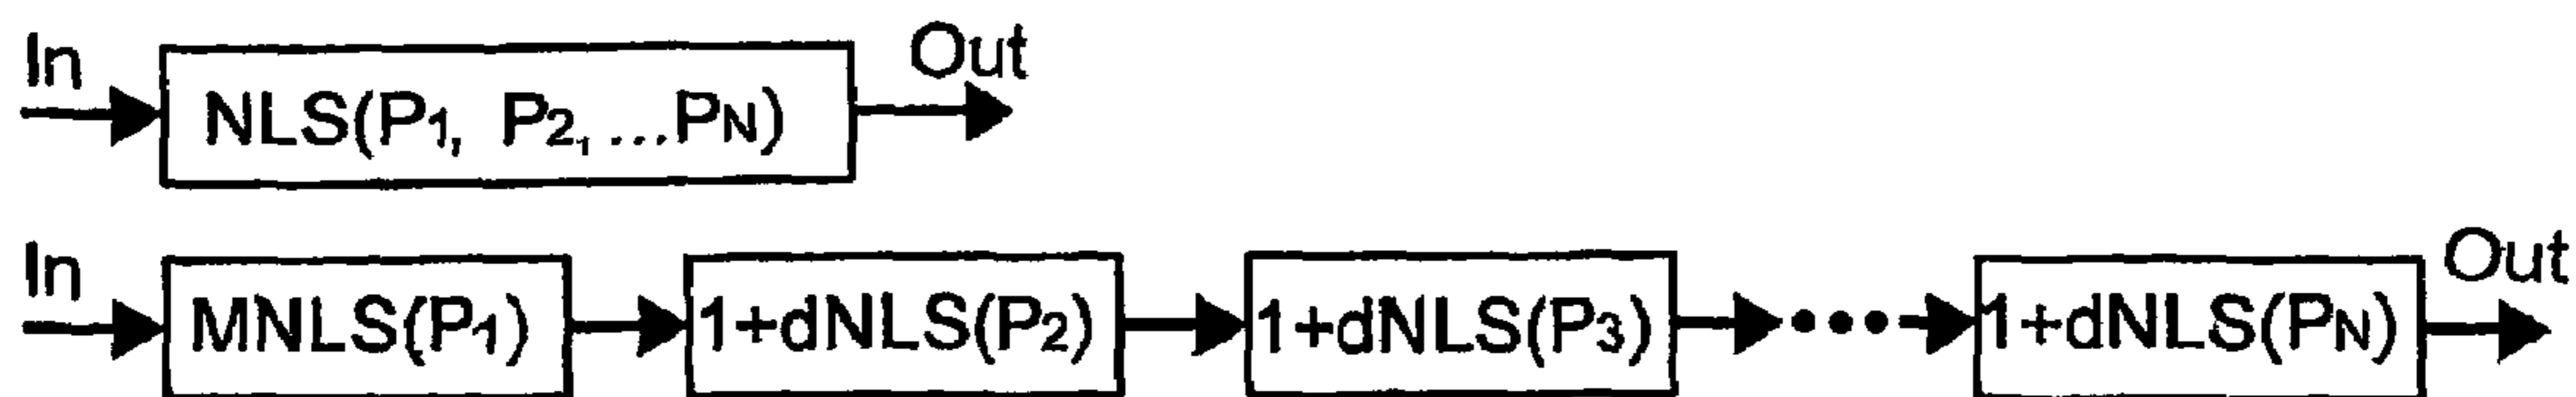 In Out
NLS(P1, P2, ...PN)
In Out
MNLS(P1) 1+dNLS(P2) 1+dNLS(P3) ••• 1+dNLS(PN)